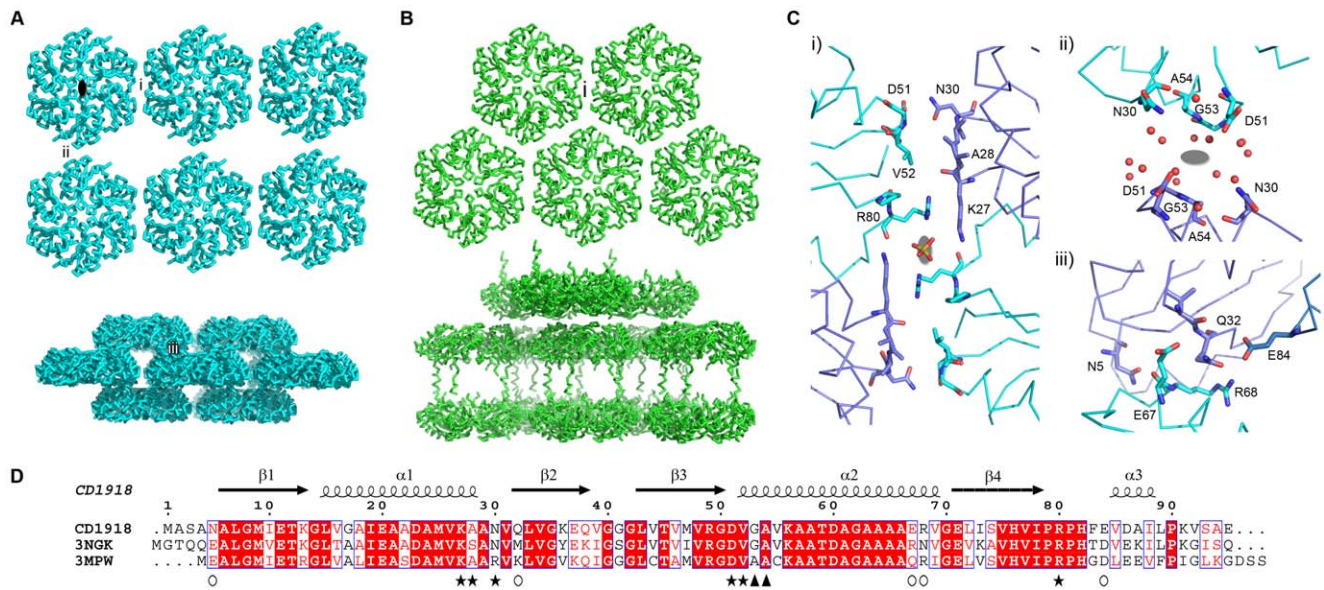 A
i
ii
iii
B
i
C
i)
D51
N30
V52
A28
R80
K27
ii)
A54
N30
G53
D51
D51
N30
G53
A54
iii)
Q32
E84
N5
R68
E67
D
β1 α1 β2 β3 α2 β4 α3
CD1918
1 10 20 30 40 50 60 70 80 90
CD1918 .MASANALGMIETKGLVGAIEAADAMVKAANVQLVGKEQVGGGLVTVMVRGDVGAVKAATDAGAAAAERVGELISVHVIPRPHFEVDAILPKVSAE...
3NGK MGTQQEALGMVETKGLTAAIEAADAMVKSANVMLVGYEKIGSGLVTVIVRGDVGAVKAATDAGAAAARNVGEVKAVHVIPRPHTDVEKILPKGISQ...
3MPW ....MEALGMIETRGLVALIEASDAMVKAARVKLVGVKQIGGGLCTAMVRGDVAACKAATDAGAAAAQRIGELVSVHVIPRPHGDLEEVFPIGLKGDSS